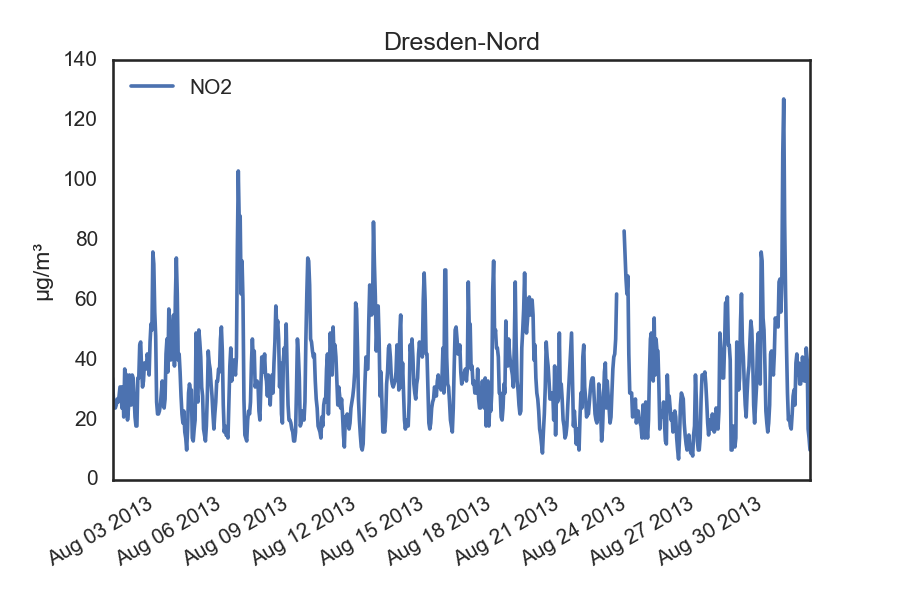 Dresden-Nord
NO2
µg/m³
140
120
100
80
60
40
20
0
Aug 03 2013
Aug 06 2013
Aug 09 2013
Aug 12 2013
Aug 15 2013
Aug 18 2013
Aug 21 2013
Aug 24 2013
Aug 27 2013
Aug 30 2013